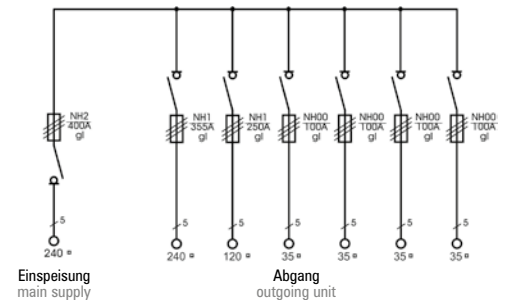 NH2
400A
gl
NH1
355A
gl
NH1
250A
gl
NH00
100A
gl
NH00
100A
gl
NH00
100A
gl
NH00
100A
gl
5
5
5
5
5
5
5
240 ¤
240 ¤
120 ¤
35 ¤
35 ¤
35 ¤
35 ¤
Einspeisung
main supply
Abgang
outgoing unit